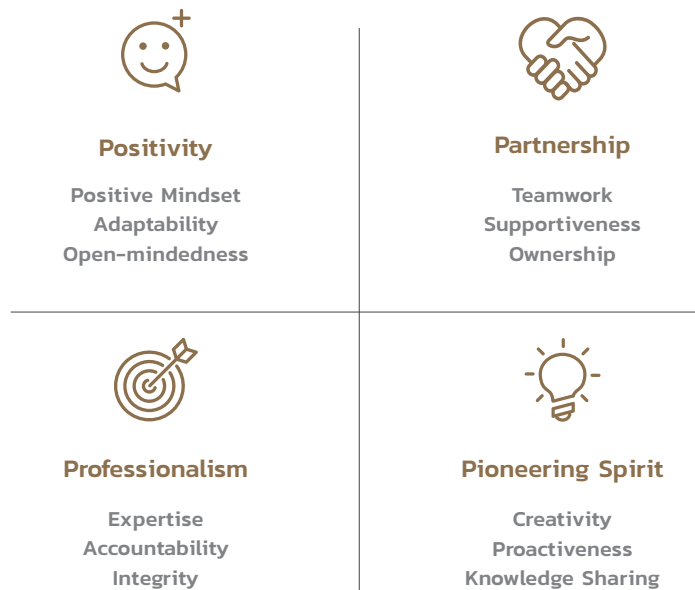 Positivity
Positive Mindset
Adaptability
Open-mindedness
Partnership
Teamwork
Supportiveness
Ownership
Professionalism
Expertise
Accountability
Integrity
Pioneering Spirit
Creativity
Proactiveness
Knowledge Sharing